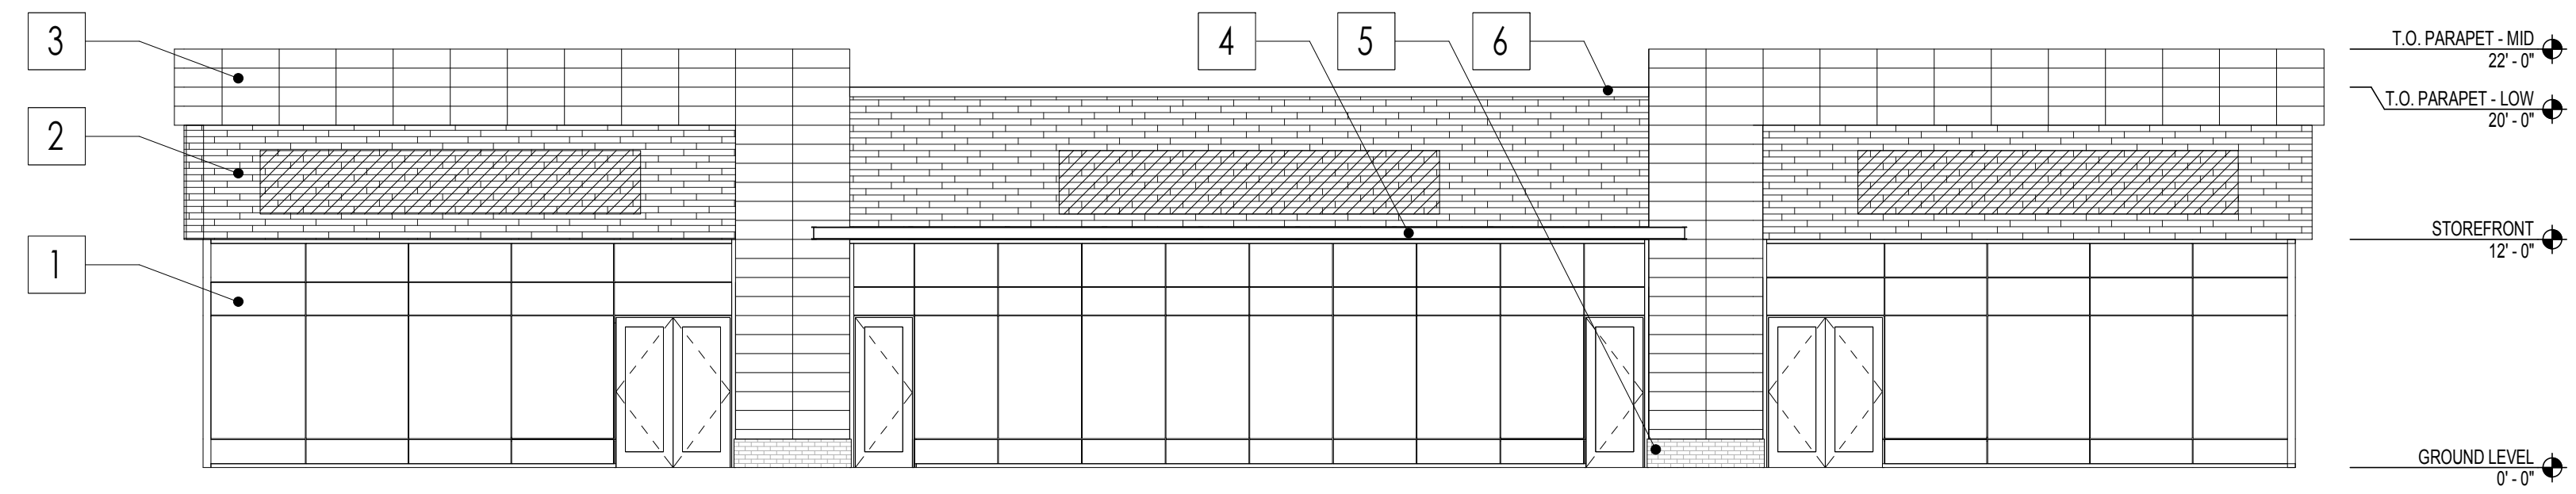 3
2
1
4
5
6
T.O. PARAPET - MID
22' - 0"
T.O. PARAPET - LOW
20' - 0"
STOREFRONT
12' - 0"
GROUND LEVEL
0' - 0"